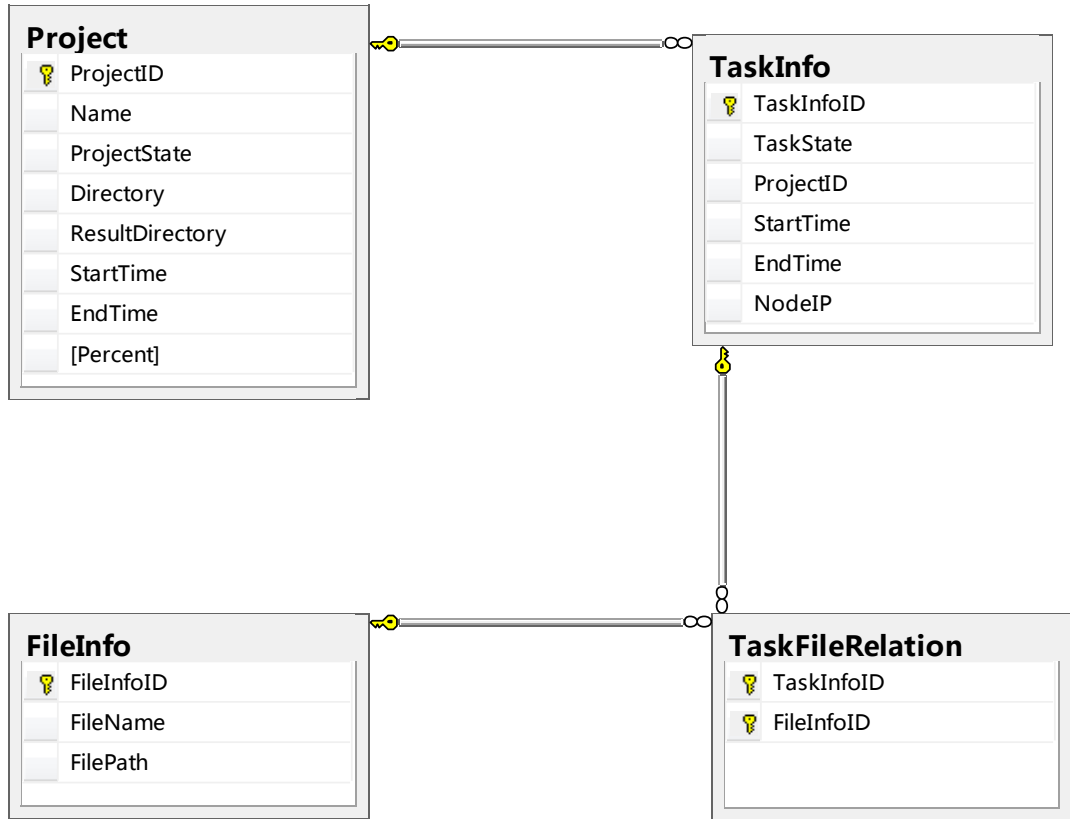 Project
ProjectID
Name
ProjectState
Directory
ResultDirectory
StartTime
EndTime
[Percent]
TaskInfo
TaskInfoID
TaskState
ProjectID
StartTime
EndTime
NodeIP
FileInfo
FileInfoID
FileName
FilePath
TaskFileRelation
TaskInfoID
FileInfoID